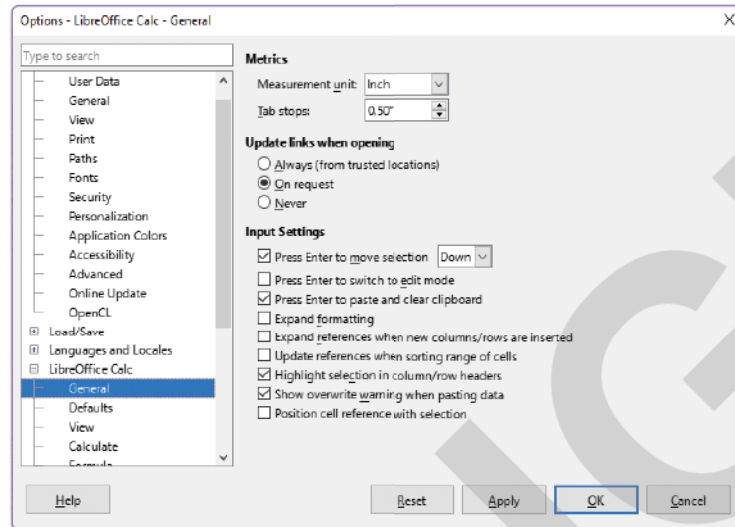 Options - LibreOffice Calc - General
Type to search
User Data
General
View
Print
Paths
Fonts
Security
Personalization
Application Colors
Accessibility
Advanced
Online Update
OpenCL
Load/Save
Languages and Locales
LibreOffice Calc
General
Defaults
View
Calculate
Formula
Metrics
Measurement unit: Inch
Tab stops: 0.50"
Update links when opening
Always (from trusted locations)
On request
Never
Input Settings
Press Enter to move selection Down
Press Enter to switch to edit mode
Press Enter to paste and clear clipboard
Expand formatting
Expand references when new columns/rows are inserted
Update references when sorting range of cells
Highlight selection in column/row headers
Show overwrite warning when pasting data
Position cell reference with selection
Help Reset Apply OK Cancel